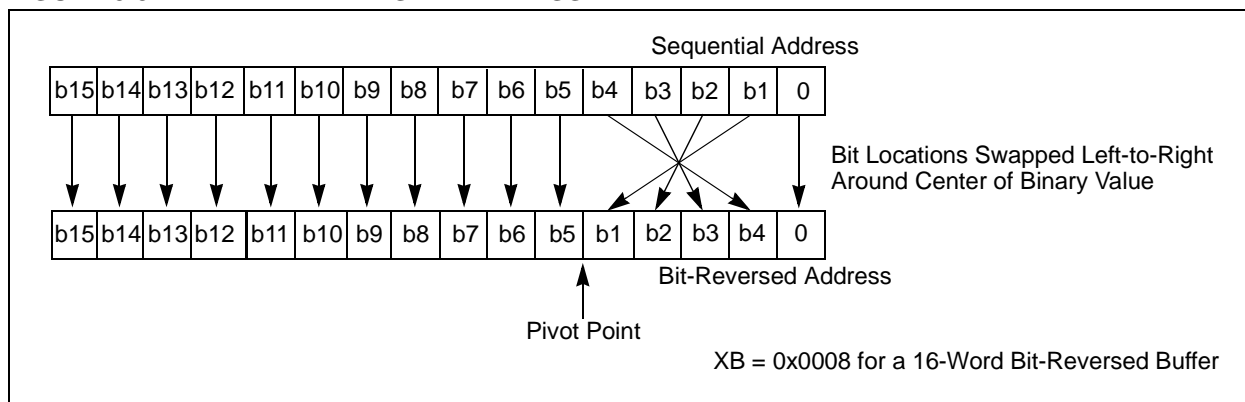 Sequential Address
b15 b14 b13 b12 b11 b10 b9 b8 b7 b6 b5 b4 b3 b2 b1 0
Bit Locations Swapped Left-to-Right
Around Center of Binary Value
b15 b14 b13 b12 b11 b10 b9 b8 b7 b6 b5 b1 b2 b3 b4 0
Bit-Reversed Address
Pivot Point
XB = 0x0008 for a 16-Word Bit-Reversed Buffer